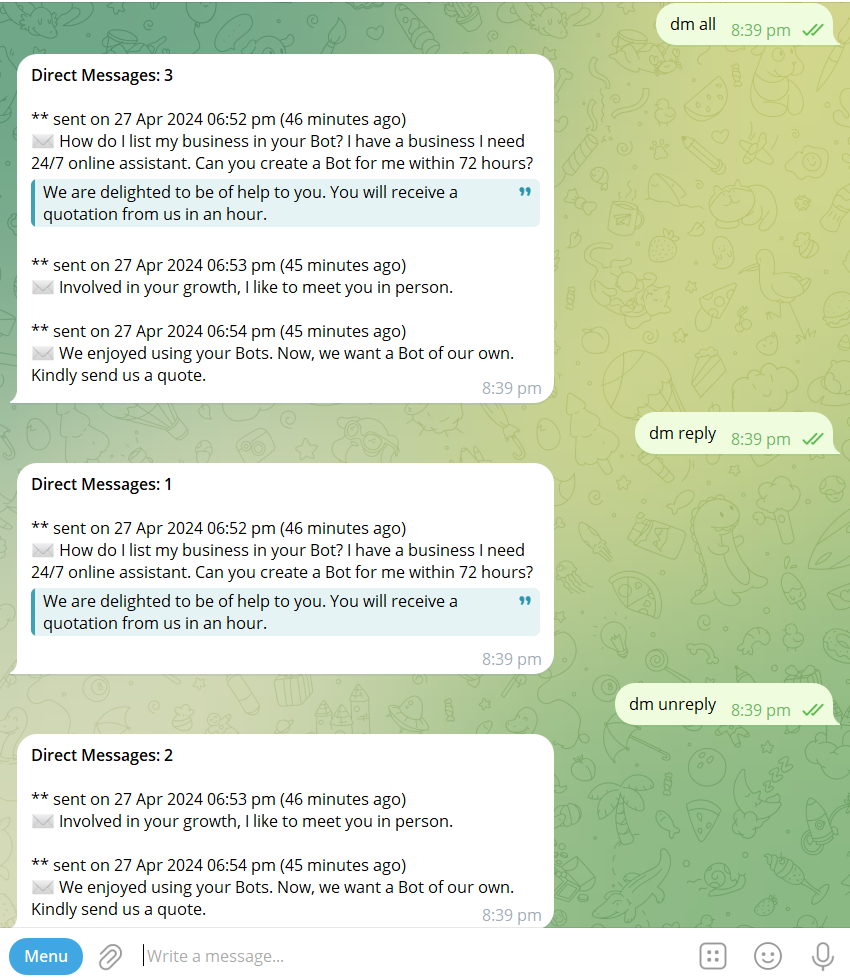 dm all 8:39 pm
Direct Messages: 3
** sent on 27 Apr 2024 06:52 pm (46 minutes ago)
✉️ How do I list my business in your Bot? I have a business I need
24/7 online assistant. Can you create a Bot for me within 72 hours?
We are delighted to be of help to you. You will receive a
quotation from us in an hour.
** sent on 27 Apr 2024 06:53 pm (45 minutes ago)
✉️ Involved in your growth, I like to meet you in person.
** sent on 27 Apr 2024 06:54 pm (45 minutes ago)
✉️ We enjoyed using your Bots. Now, we want a Bot of our own.
Kindly send us a quote.
8:39 pm
dm reply 8:39 pm
Direct Messages: 1
** sent on 27 Apr 2024 06:52 pm (46 minutes ago)
✉️ How do I list my business in your Bot? I have a business I need
24/7 online assistant. Can you create a Bot for me within 72 hours?
We are delighted to be of help to you. You will receive a
quotation from us in an hour.
8:39 pm
dm unreply 8:39 pm
Direct Messages: 2
** sent on 27 Apr 2024 06:53 pm (46 minutes ago)
✉️ Involved in your growth, I like to meet you in person.
** sent on 27 Apr 2024 06:54 pm (45 minutes ago)
✉️ We enjoyed using your Bots. Now, we want a Bot of our own.
Kindly send us a quote.
8:39 pm
Menu Write a message...